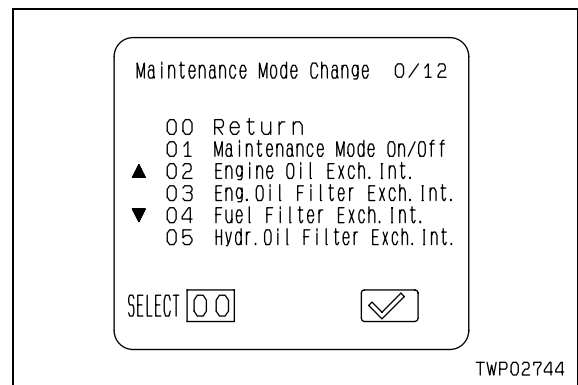 Maintenance Mode Change 0/12
00 Return
01 Maintenance Mode On/Off
▲ 02 Engine Oil Exch.Int.
03 Eng.Oil Filter Exch.Int.
▼ 04 Fuel Filter Exch.Int.
05 Hydr.Oil Filter Exch.Int.
SELECT 00
TWP02744